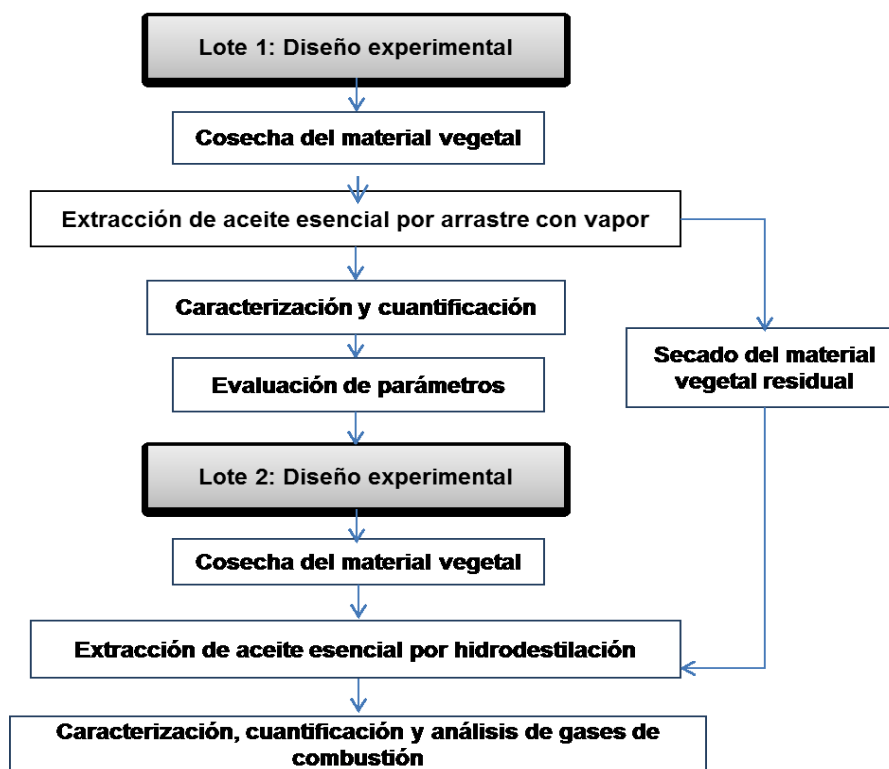 Lote 1: Diseño experimental
Cosecha del material vegetal
Extracción de aceite esencial por arrastre con vapor
Caracterización y cuantificación
Secado del material
vegetal residual
Evaluación de parámetros
Lote 2: Diseño experimental
Cosecha del material vegetal
Extracción de aceite esencial por hidrodestilación
Caracterización, cuantificación y análisis de gases de
combustión